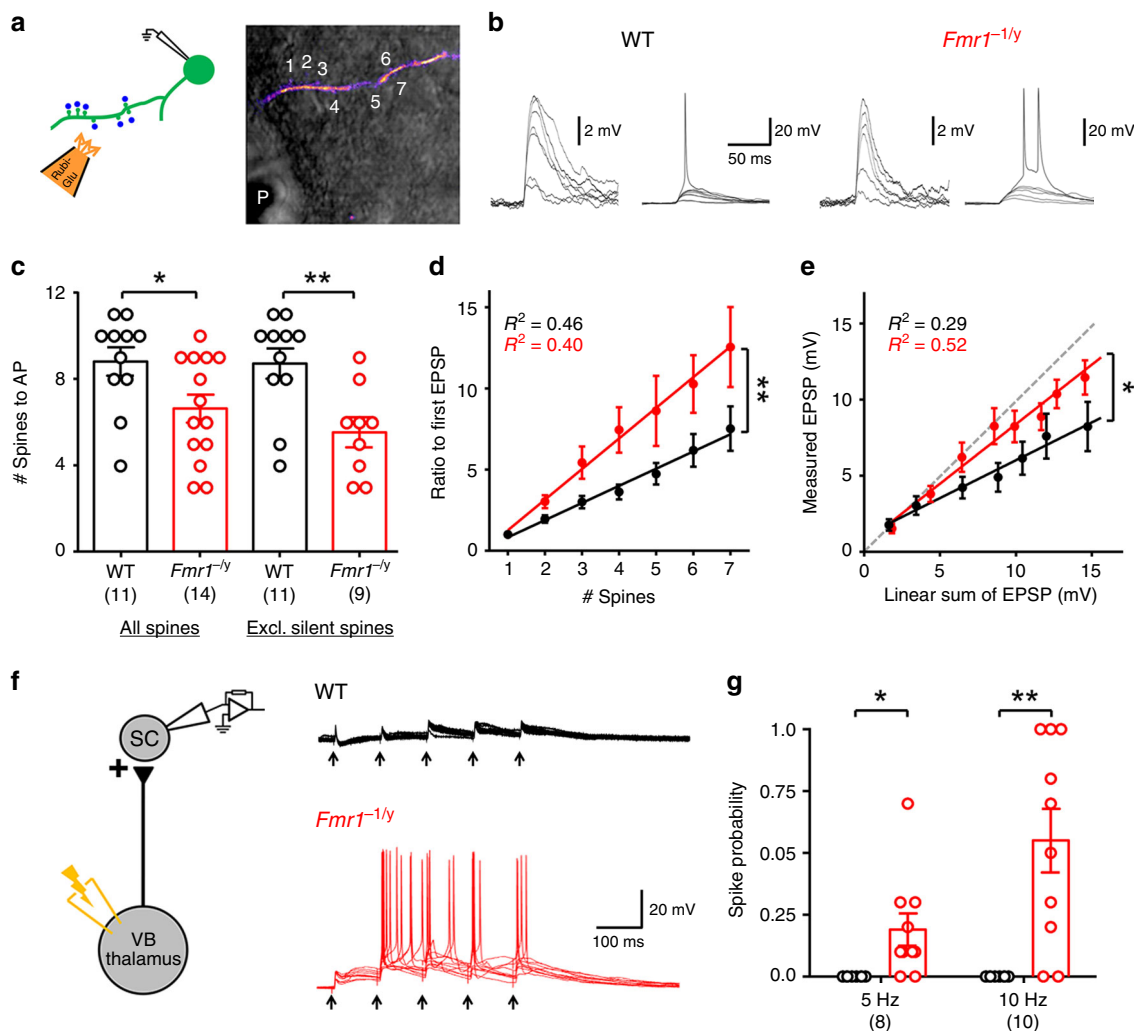 a
Rubi-
Glu
1 2 3
4
5
6
7
P
b
WT
Fmr1–1/y
2 mV
20 mV
50 ms
2 mV
20 mV
c
# Spines to AP
12
8
4
0
*
**
WT
(11)
Fmr1–/y
(14)
WT
(11)
Fmr1–/y
(9)
All spines
Excl. silent spines
d
Ratio to first EPSP
15
10
5
0
R2 = 0.46
R2 = 0.40
**
1 2 3 4 5 6 7
# Spines
e
Measured EPSP (mV)
15
10
5
0
R2 = 0.29
R2 = 0.52
*
0 5 10 15
Linear sum of EPSP (mV)
f
SC
+
VB
thalamus
WT
Fmr1–1/y
20 mV
100 ms
g
Spike probability
1.0
0.75
0.05
0.25
0.0
*
**
5 Hz
(8)
10 Hz
(10)